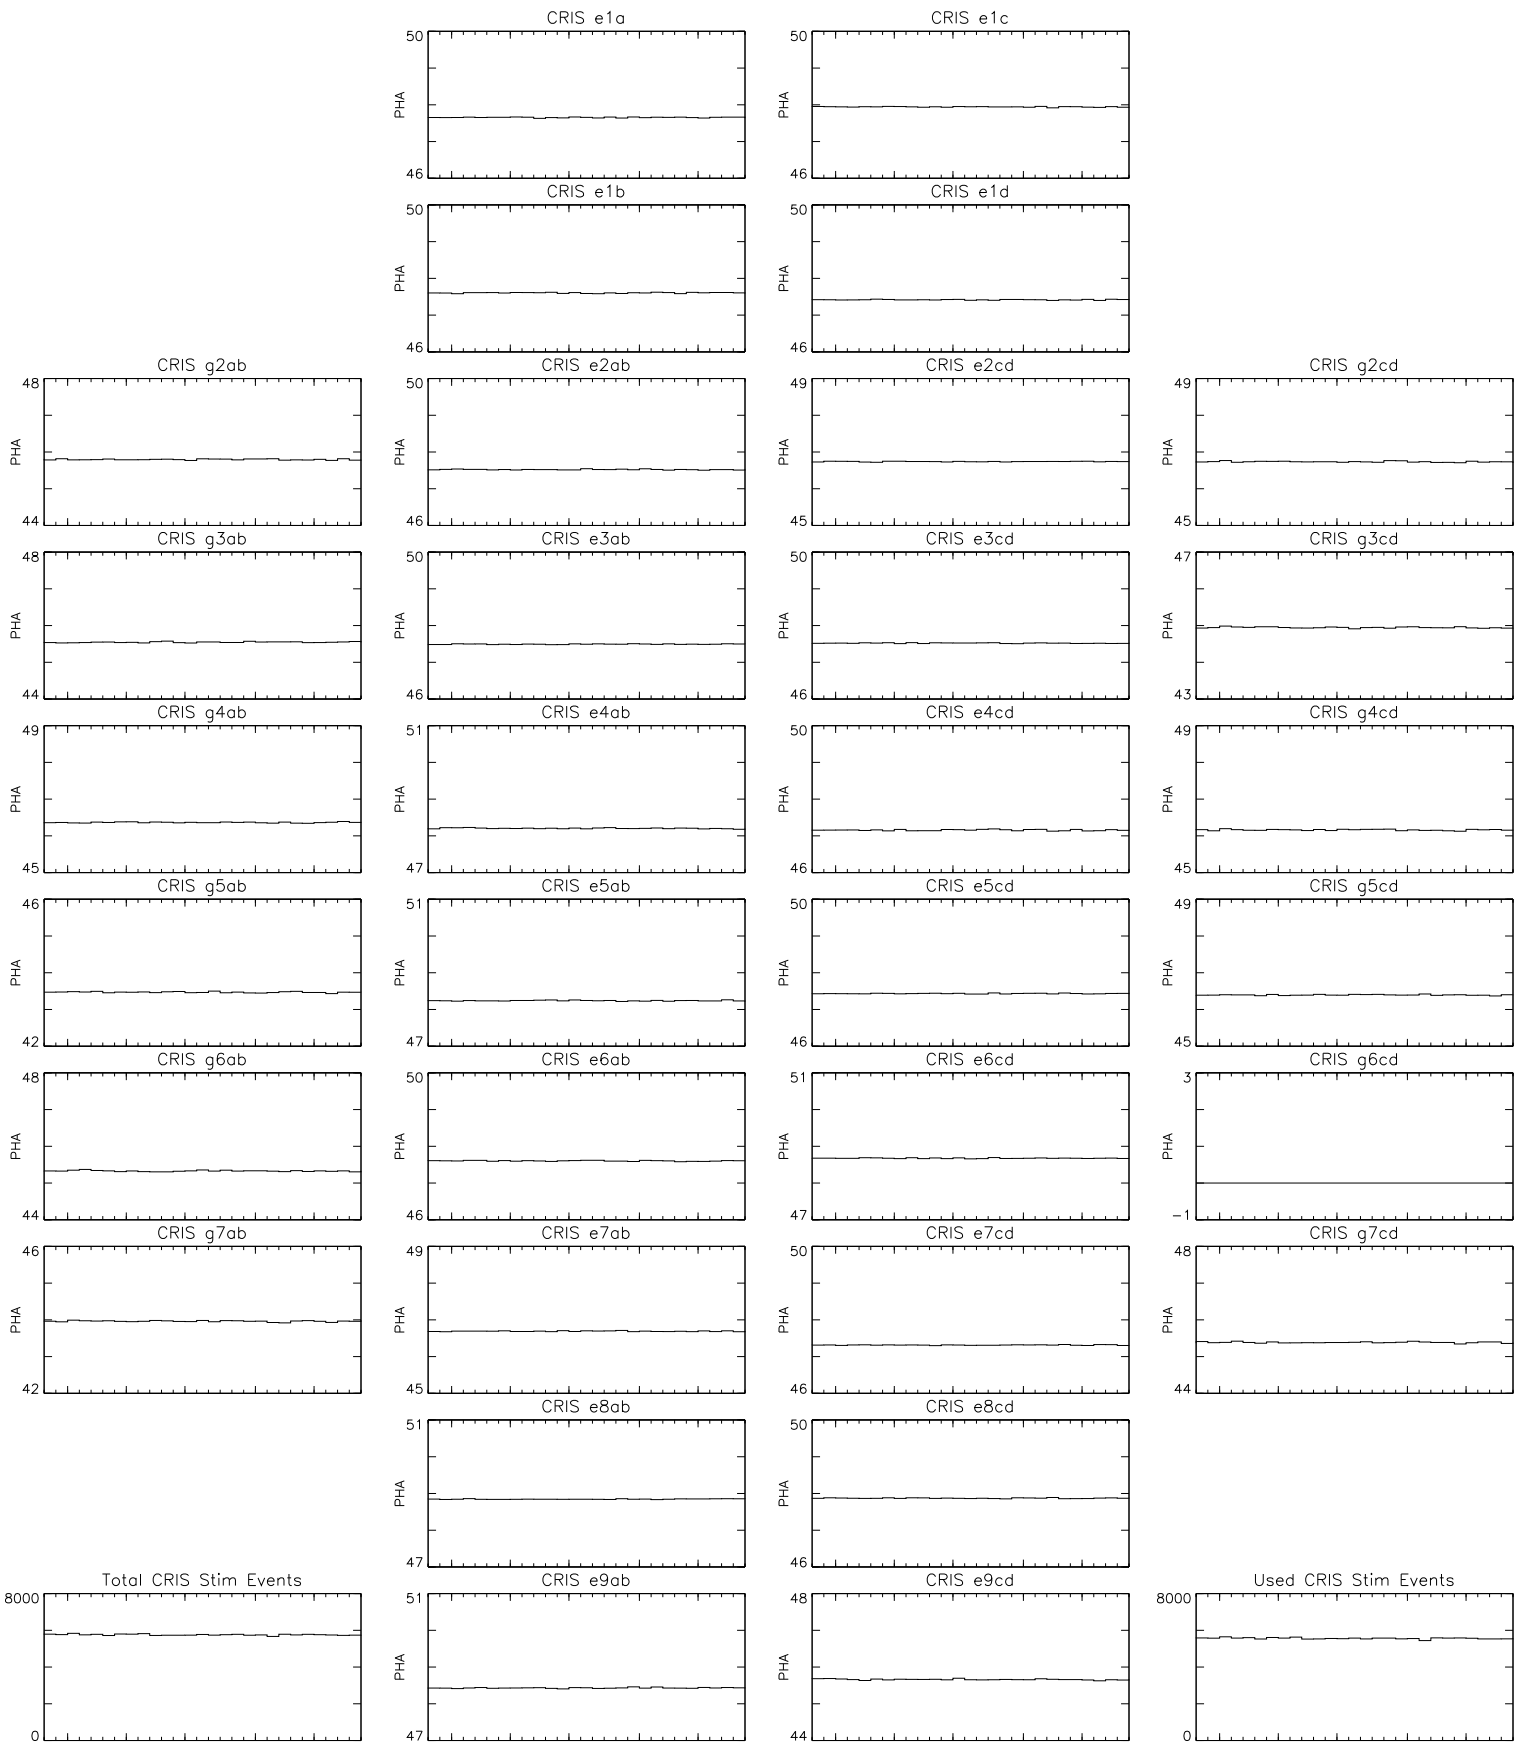 CRIS e1a
CRIS e1c
50
PHA
46
50
PHA
46
CRIS e1b
CRIS e1d
50
PHA
46
50
PHA
46
CRIS g2ab
CRIS e2ab
CRIS e2cd
CRIS g2cd
48
PHA
44
50
PHA
46
49
PHA
45
49
PHA
45
CRIS g3ab
CRIS e3ab
CRIS e3cd
CRIS g3cd
48
PHA
44
50
PHA
46
50
PHA
46
47
PHA
43
CRIS g4ab
CRIS e4ab
CRIS e4cd
CRIS g4cd
49
PHA
45
51
PHA
47
50
PHA
46
49
PHA
45
CRIS g5ab
CRIS e5ab
CRIS e5cd
CRIS g5cd
46
PHA
42
51
PHA
47
50
PHA
46
49
PHA
45
CRIS g6ab
CRIS e6ab
CRIS e6cd
CRIS g6cd
48
PHA
44
50
PHA
46
51
PHA
47
3
PHA
-1
CRIS g7ab
CRIS e7ab
CRIS e7cd
CRIS g7cd
46
PHA
42
49
PHA
45
50
PHA
46
48
PHA
44
CRIS e8ab
CRIS e8cd
51
PHA
47
50
PHA
46
Total CRIS Stim Events
CRIS e9ab
CRIS e9cd
Used CRIS Stim Events
8000
0
51
PHA
47
48
PHA
44
8000
0